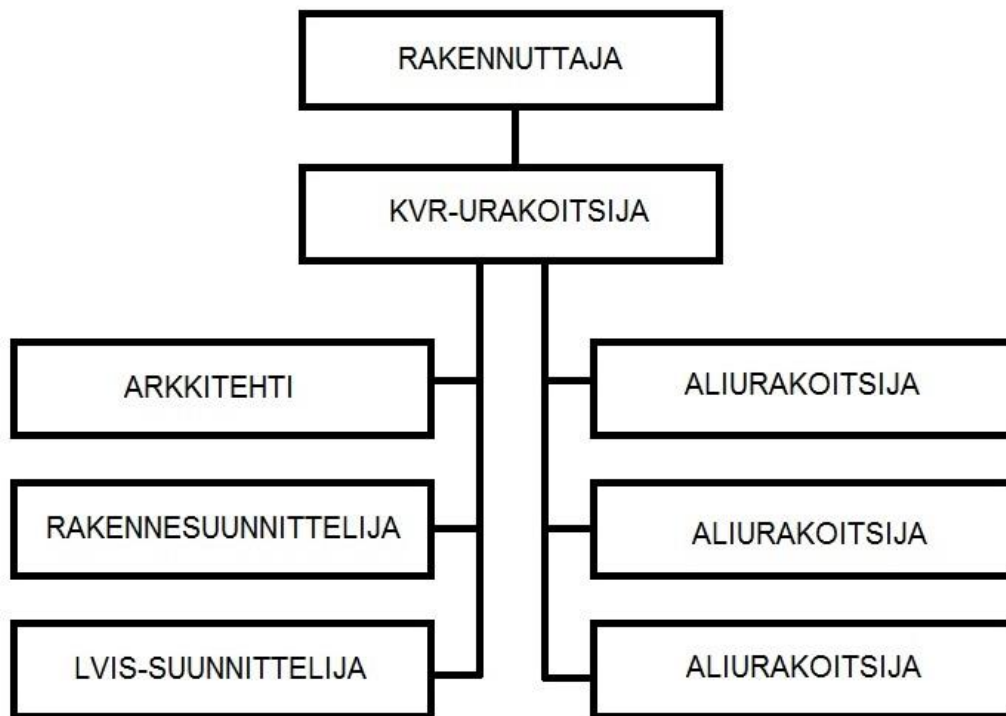 RAKENNUTTAJA
KVR-URAKOITSIJA
ARKKITEHTI
ALIURAKOITSIJA
RAKENNESUUNNITTELIJA
ALIURAKOITSIJA
LVIS-SUUNNITTELIJA
ALIURAKOITSIJA